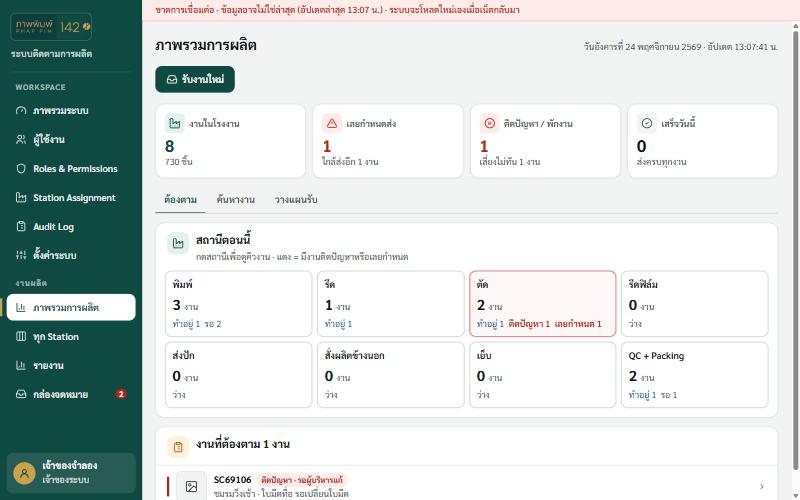 ขาดการเชื่อมต่อ · ข้อมูลอาจไม่ใช่ล่าสุด (อัปเดตล่าสุด 13:07 น.) · ระบบจะโหลดใหม่เองเมื่อเน็ตกลับมา
ภาพพิมพ์ 142
PHAP PIM
ระบบติดตามการผลิต
WORKSPACE
ภาพรวมระบบ
ผู้ใช้งาน
Roles & Permissions
Station Assignment
Audit Log
ตั้งค่าระบบ
งานผลิต
ภาพรวมการผลิต
ทุก Station
รายงาน
กล่องจดหมาย 2
เจ้าของจำลอง
เจ้าของระบบ
ภาพรวมการผลิต
วันอังคารที่ 24 พฤศจิกายน 2569 · อัปเดต 13:07:41 น.
รับงานใหม่
งานในโรงงาน
8
730 ชิ้น
เลยกำหนดส่ง
1
ใกล้ส่งอีก 1 งาน
ติดปัญหา / พักงาน
1
เสี่ยงไม่ทัน 1 งาน
เสร็จวันนี้
0
ส่งครบทุกงาน
ต้องตาม ค้นหางาน วางแผนรับ
สถานีตอนนี้
กดสถานีเพื่อดูคิวงาน · แดง = มีงานติดปัญหาหรือเลยกำหนด
พิมพ์
3 งาน
ทำอยู่ 1 รอ 2
รีด
1 งาน
ทำอยู่ 1
ตัด
2 งาน
ทำอยู่ 1 ติดปัญหา 1 เลยกำหนด 1
รีดฟิล์ม
0 งาน
ว่าง
ส่งปัก
0 งาน
ว่าง
สั่งผลิตข้างนอก
0 งาน
ว่าง
เย็บ
0 งาน
ว่าง
QC + Packing
2 งาน
ทำอยู่ 1 รอ 1
งานที่ต้องตาม 1 งาน
SC69106 ติดปัญหา · รอผู้บริหารแก้
ชมรมวิ่งเช้า · ใบมีดทื่อ รอเปลี่ยนใบมีด